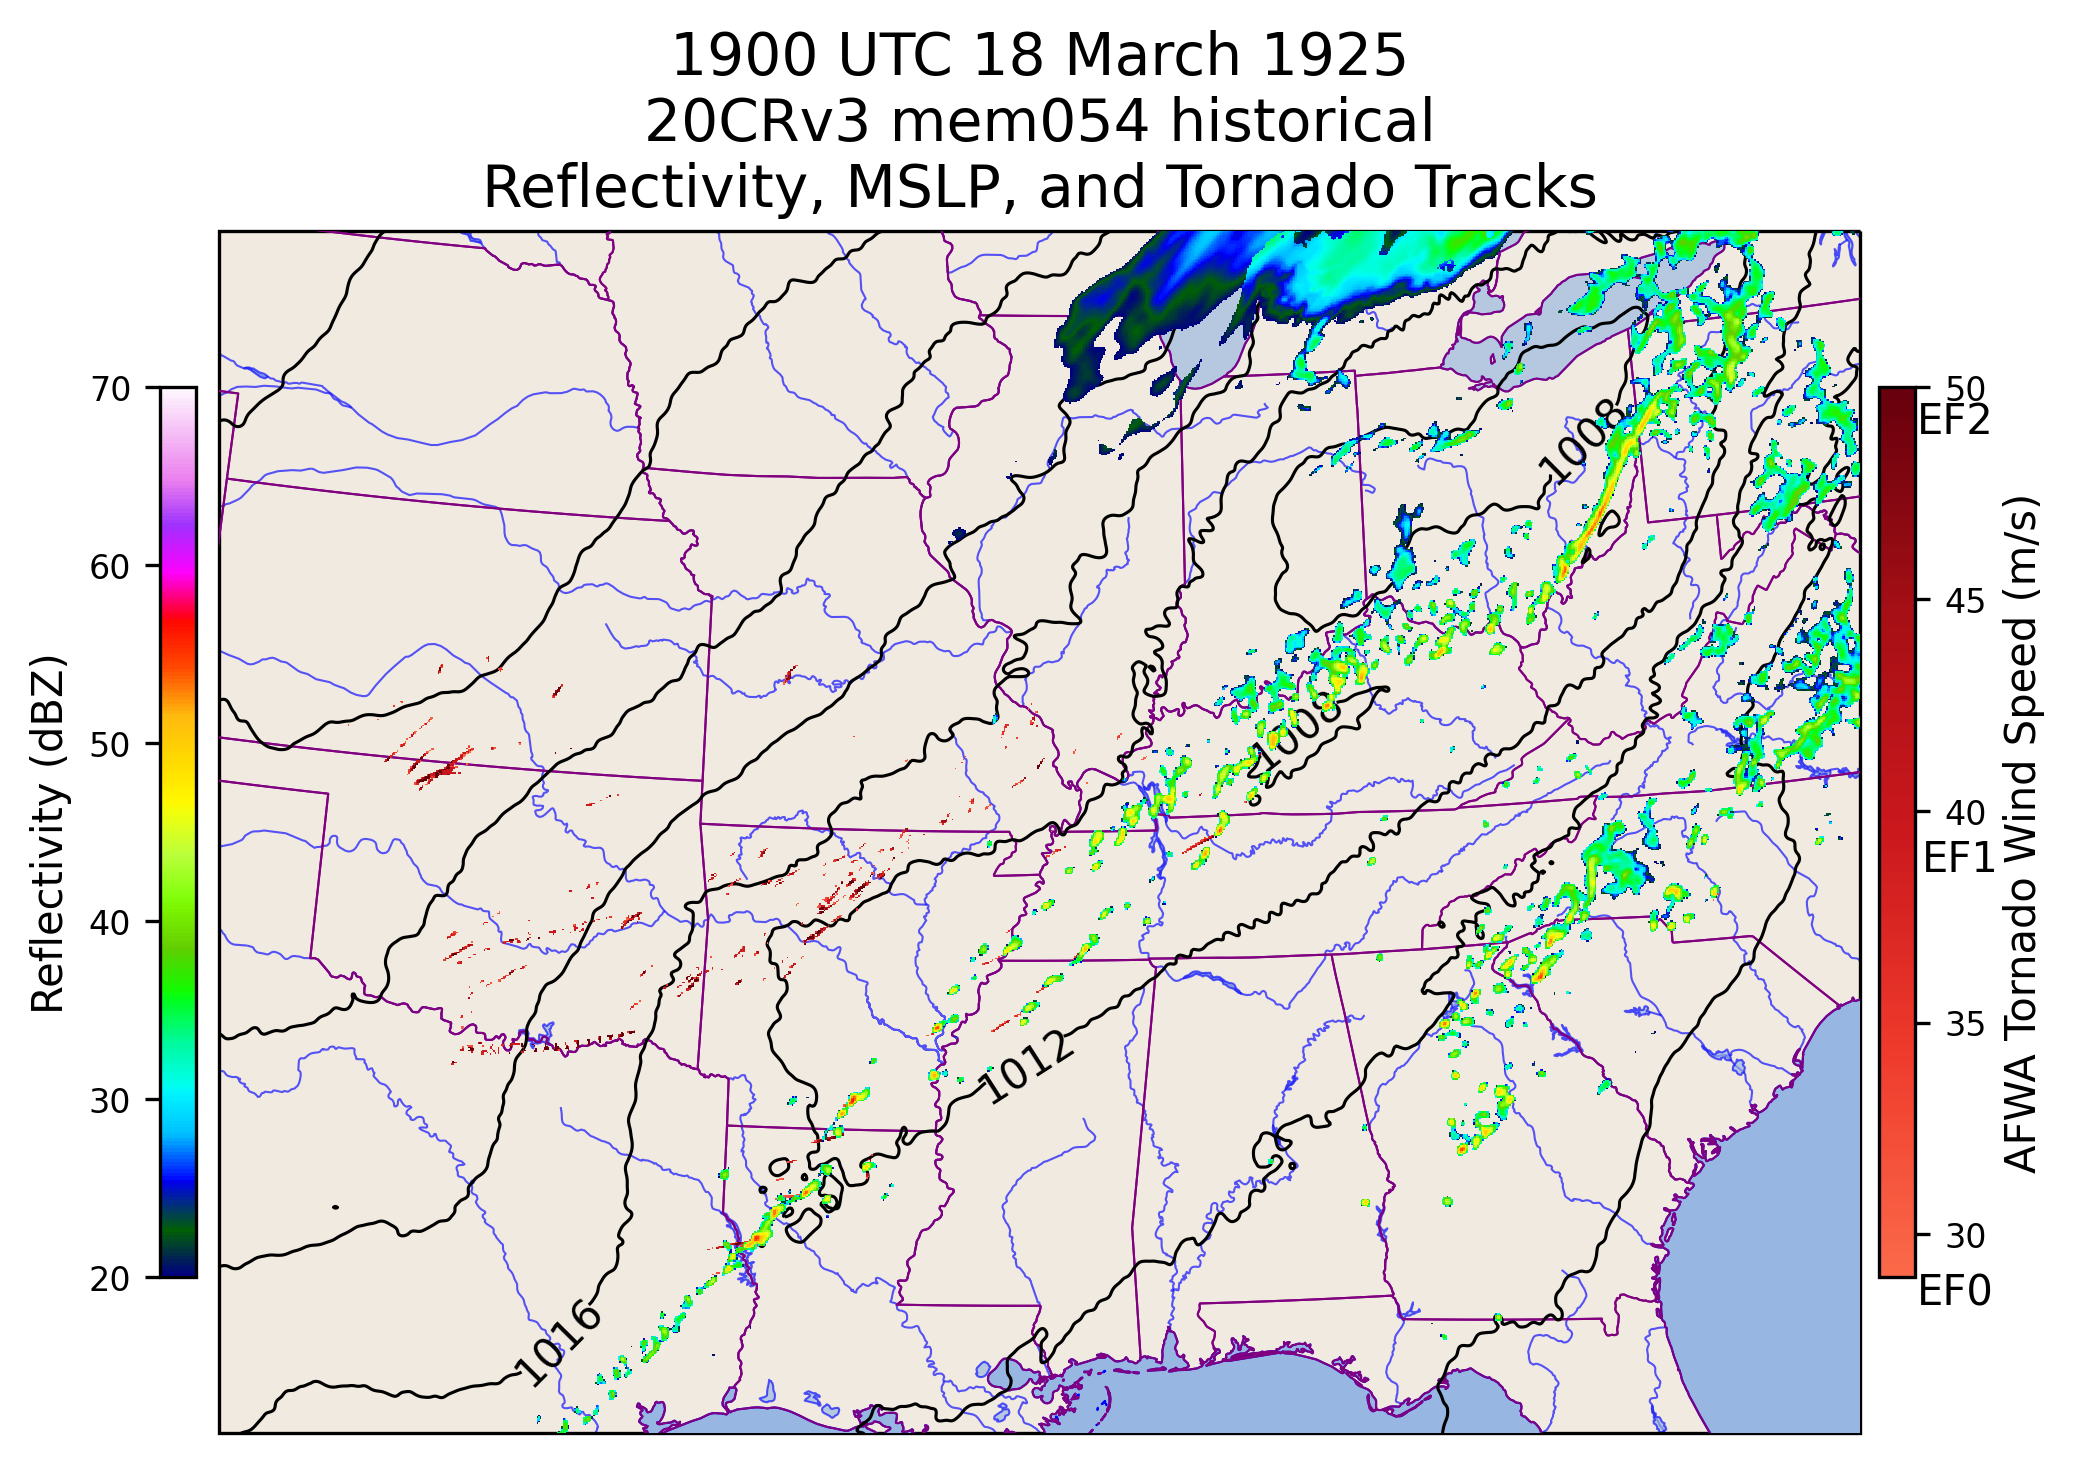 1900 UTC 18 March 1925
20CRv3 mem054 historical
Reflectivity, MSLP, and Tornado Tracks
70
60
50
40
30
20
Reflectivity (dBZ)
1008
1008
1012
1016
50
EF2
45
40
EF1
35
30
EF0
AFWA Tornado Wind Speed (m/s)